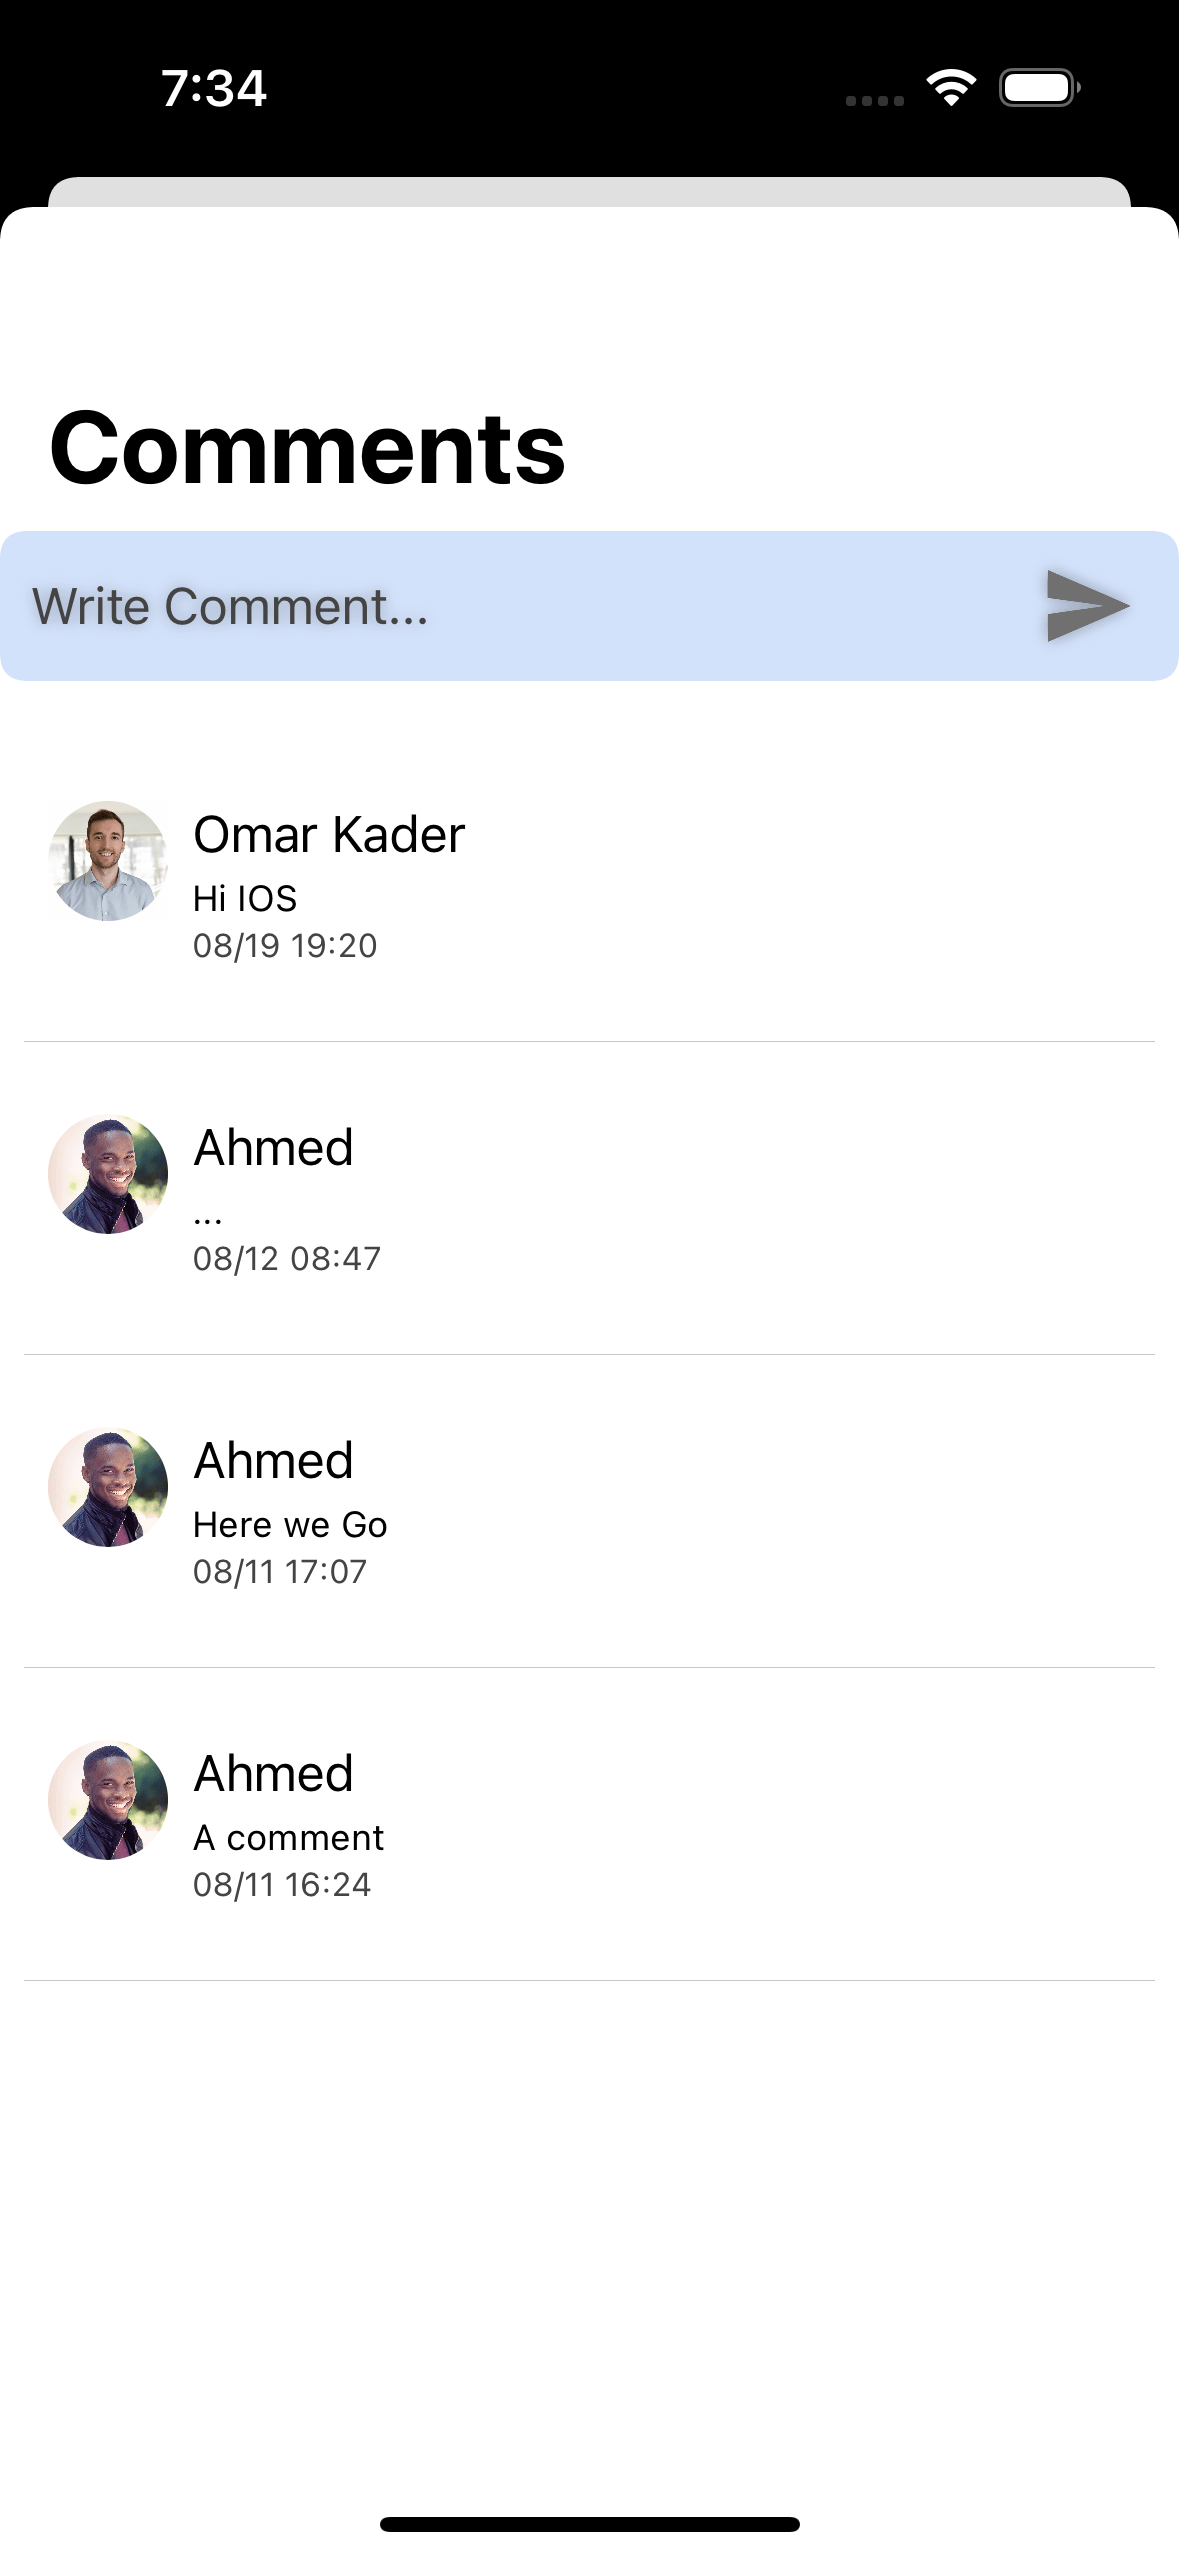 7:34
Comments
Write Comment...
Omar Kader
Hi IOS
08/19 19:20
Ahmed
...
08/12 08:47
Ahmed
Here we Go
08/11 17:07
Ahmed
A comment
08/11 16:24